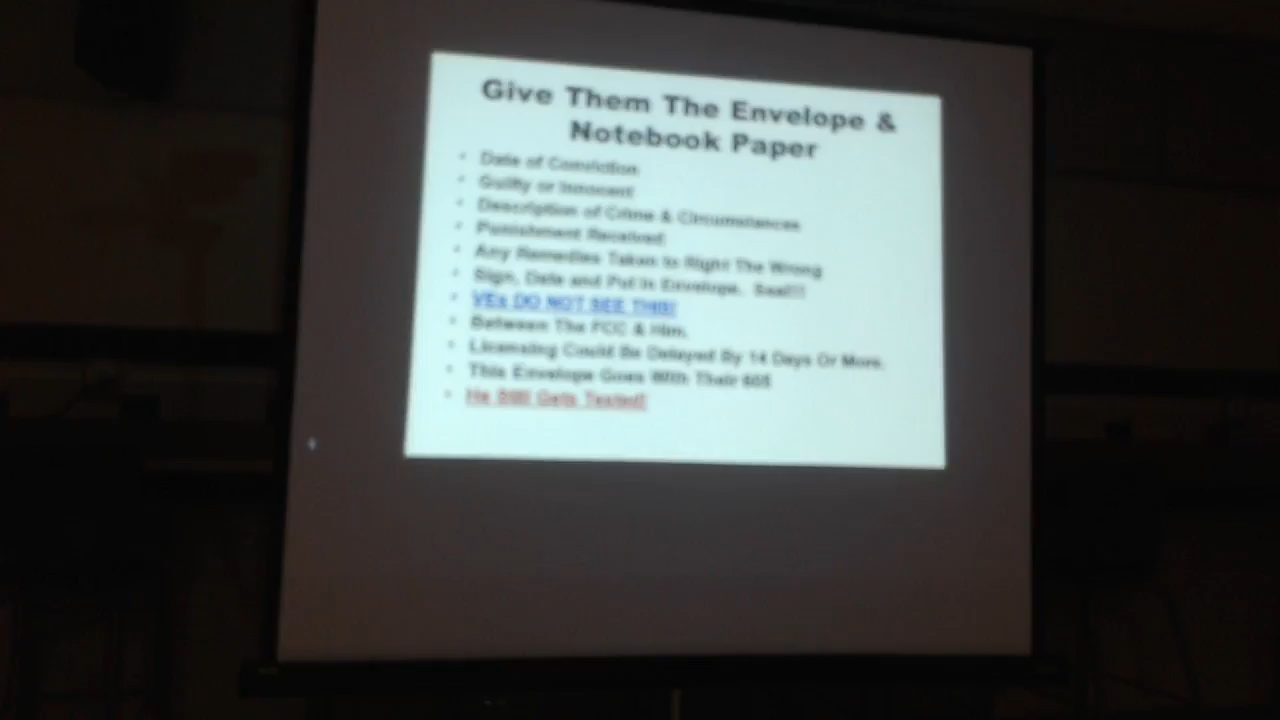 Give Them The Envelope &
Notebook Paper
• Date of Conviction
• Guilty or Innocent
• Description of Crime & Circumstances
• Punishment Received
• Any Remedies Taken to Right The Wrong
• Sign, Date and Put In Envelope. Seal!!!
• VEs DO NOT SEE THIS!
• Between The FCC & Him.
• Licensing Could Be Delayed By 14 Days Or More.
• This Envelope Goes With Their 605
• He Still Gets Tested!